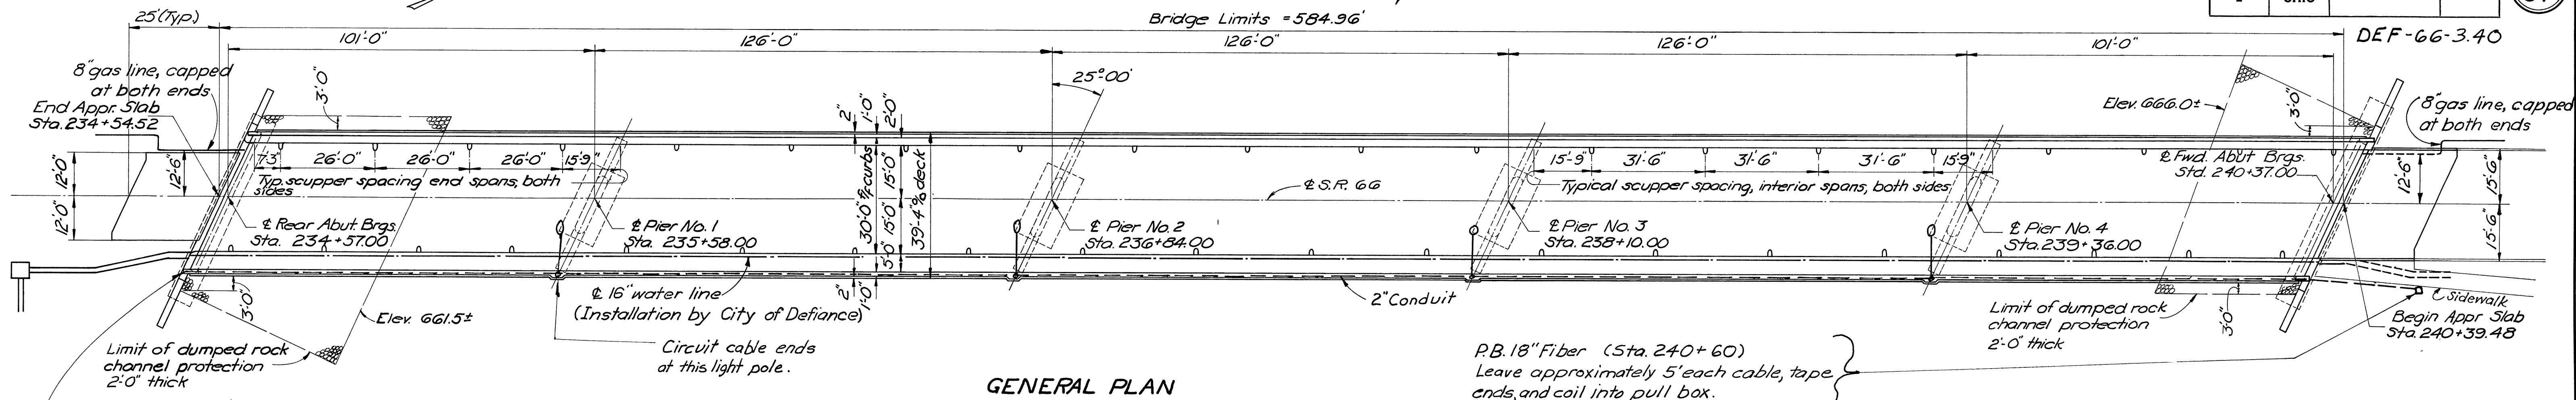 25'(Typ.)
Bridge Limits = 584.96'
DEF-66-3.40
101'-0"
126'-0"
126'-0"
126'-0"
101'-0"
8" gas line, capped
at both ends
End Appr. Slab
Sta. 234+54.52
3'-0"
25°00'
2"
1'-0"
2'-0"
Elev. 666.0±
3'-0"
8" gas line, capped
at both ends
12'-0"
12'-0"
12'-6"
7'3"
26'-0"
26'-0"
26'-0"
15'9"
Typ. scupper spacing end spans, both
sides
30'-0" f/f curbs
15'-0"
15'-0"
5'-0"
39'-4" o/o deck
2"
1'-0"
℄ S.R. 66
15'-9"
31'-6"
31'-6"
31'-6"
15'9"
Typical scupper spacing, interior spans, both sides
℄ Fwd. Abut Brgs.
Std. 240+37.00
12'-6"
15'-6"
15'-6"
℄ Rear Abut Brgs.
Sta. 234+57.00
℄ Pier No. 1
Sta. 235+58.00
℄ Pier No. 2
Sta. 236+84.00
℄ Pier No. 3
Sta. 238+10.00
℄ Pier No. 4
Sta. 239+36.00
3'-0"
Elev. 661.5±
℄ 16" water line
(Installation by City of Defiance)
2" Conduit
Limit of dumped rock
channel protection
2'-0" thick
Circuit cable ends
at this light pole.
Limit of dumped rock
channel protection
2'-0" thick
3'0"
Sidewalk
Begin Appr Slab
Sta. 240+39.48
P.B. 18" Fiber (Sta. 240+60)
Leave approximately 5' each cable, tape
ends, and coil into pull box.
GENERAL PLAN